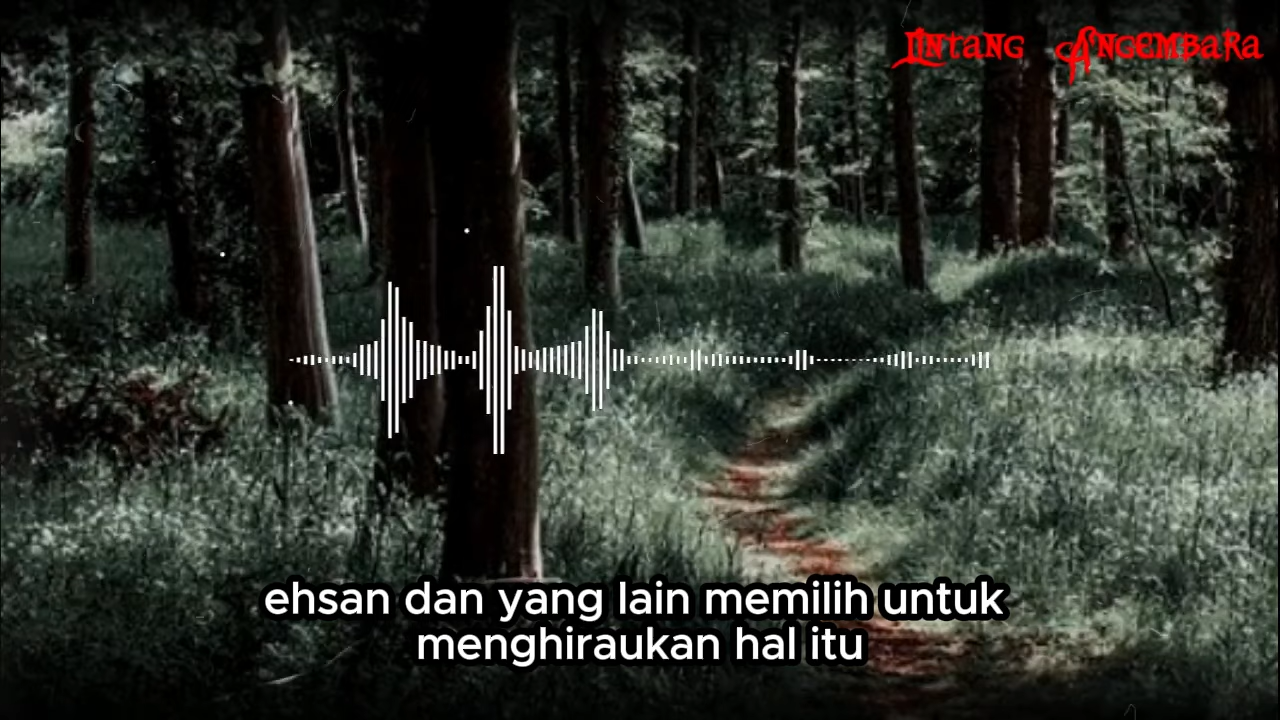 Lintang Angembara
ehsan dan yang lain memilih untuk
menghiraukan hal itu